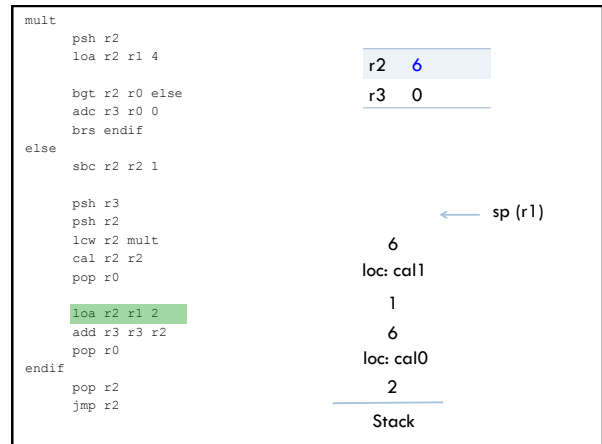 mult
psh r2
loa r2 r1 4
bgt r2 r0 else
adc r3 r0 0
brs endif
else
sbc r2 r2 1
psh r3
psh r2
lcw r2 mult
cal r2 r2
pop r0
loa r2 r1 2
add r3 r3 r2
pop r0
endif
pop r2
jmp r2
r2 6
r3 0
sp (r1)
6
loc: cal1
1
6
loc: cal0
2
Stack